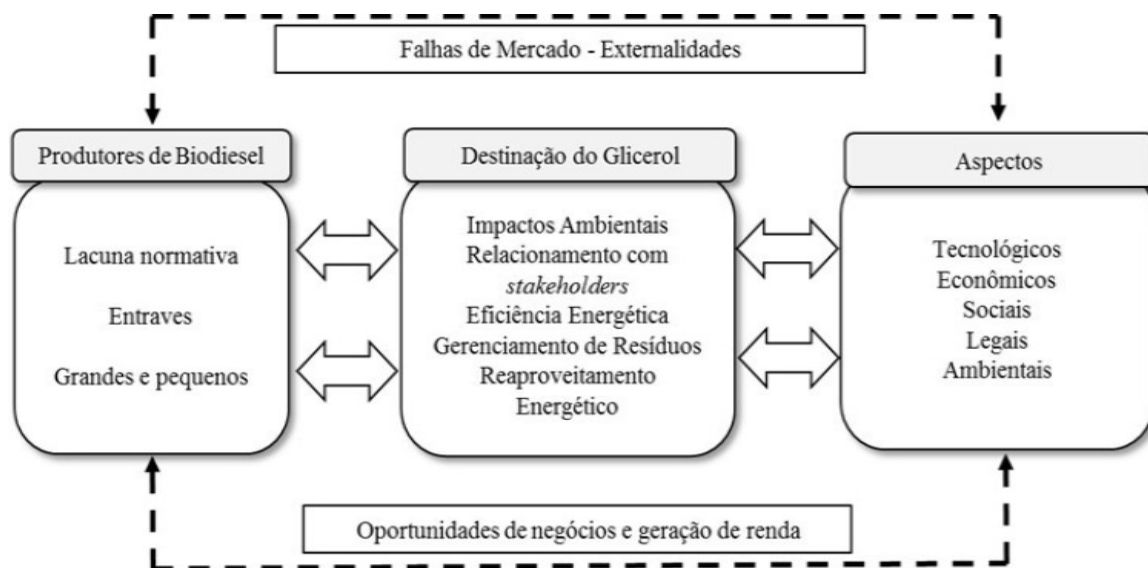 Falhas de Mercado - Externalidades
Produtores de Biodiesel
Lacuna normativa
Entraves
Grandes e pequenos
Destinação do Glicerol
Impactos Ambientais
Relacionamento com
stakeholders
Eficiência Energética
Gerenciamento de Resíduos
Reaproveitamento
Energético
Aspectos
Tecnológicos
Econômicos
Sociais
Legais
Ambientais
Oportunidades de negócios e geração de renda